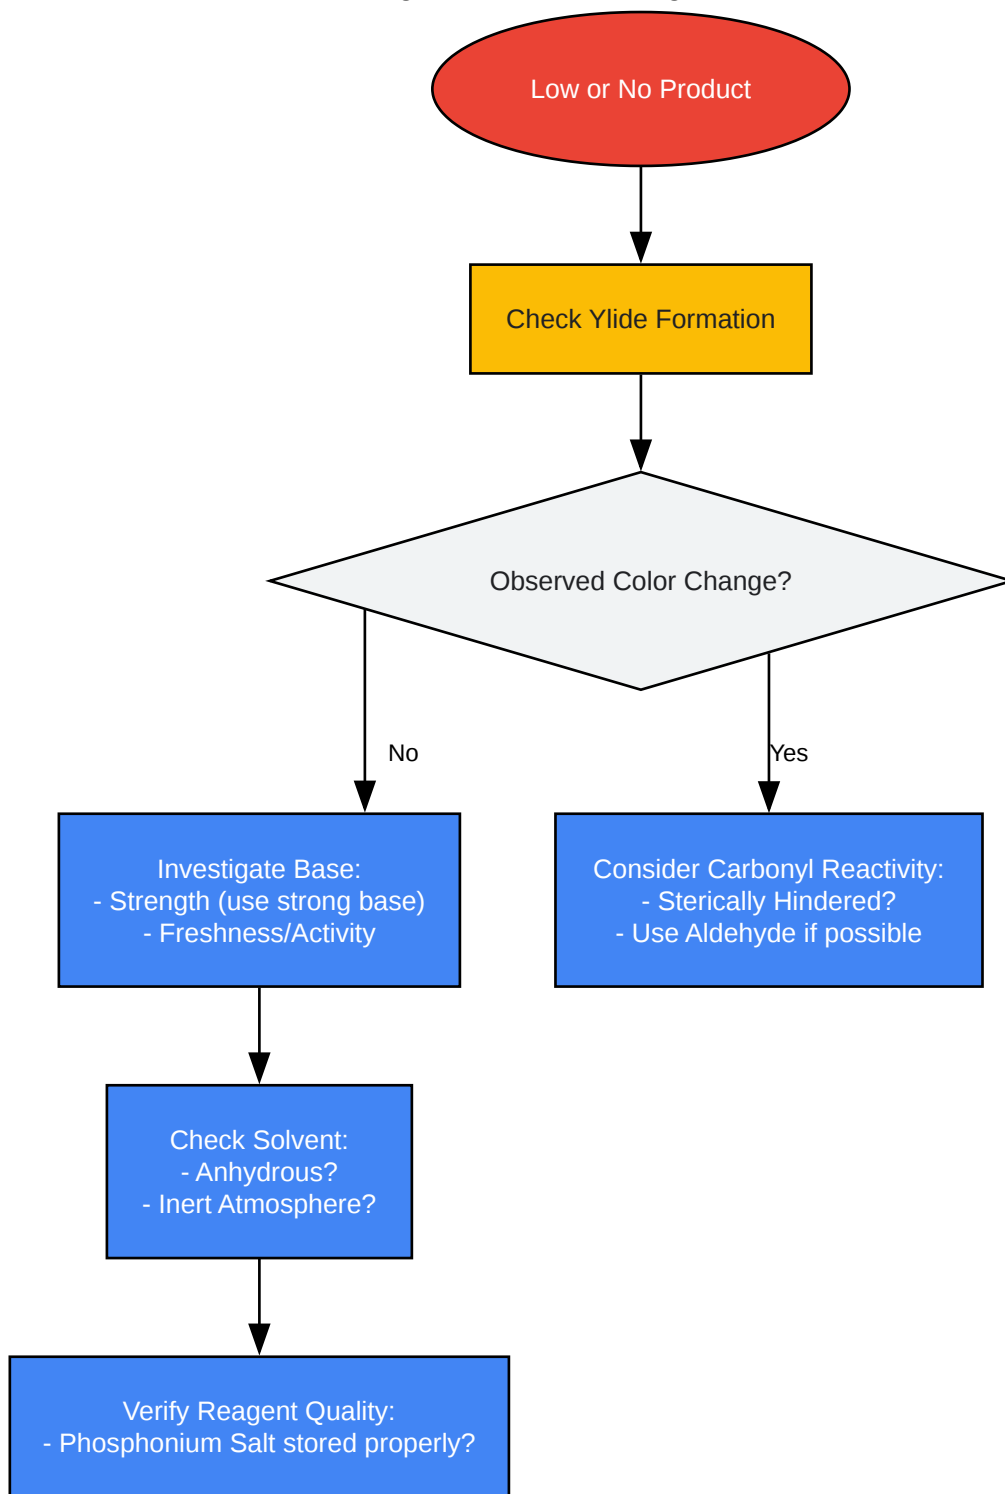 Low or No Product
Check Ylide Formation
Observed Color Change?
No
Yes
Investigate Base:
- Strength (use strong base)
- Freshness/Activity
Consider Carbonyl Reactivity:
- Sterically Hindered?
- Use Aldehyde if possible
Check Solvent:
- Anhydrous?
- Inert Atmosphere?
Verify Reagent Quality:
- Phosphonium Salt stored properly?